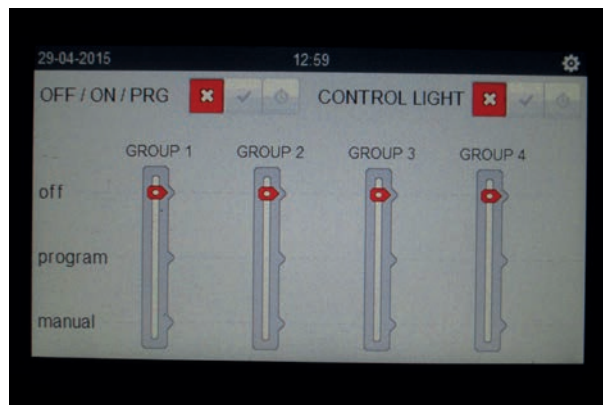 29-04-2015 12:59
OFF / ON / PRG CONTROL LIGHT
GROUP 1 GROUP 2 GROUP 3 GROUP 4
off
program
manual